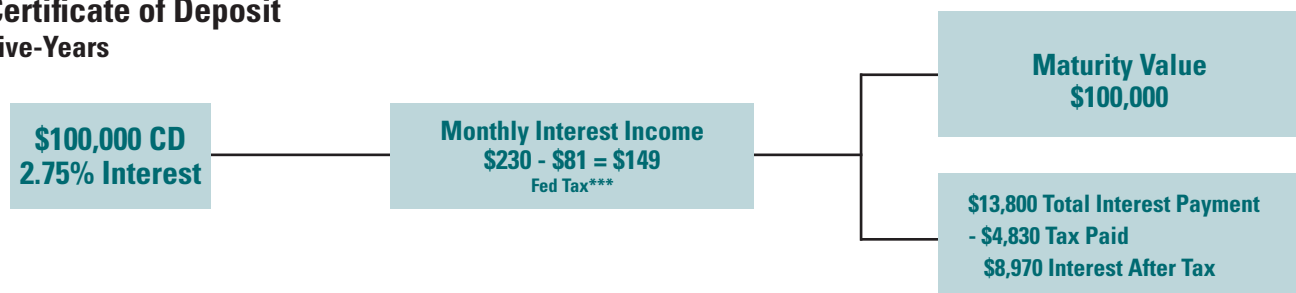 Certificate of Deposit
ive-Years
$100,000 CD
2.75% Interest
Monthly Interest Income
$230 - $81 = $149
Fed Tax***
Maturity Value
$100,000
$13,800 Total Interest Payment
- $4,830 Tax Paid
$8,970 Interest After Tax